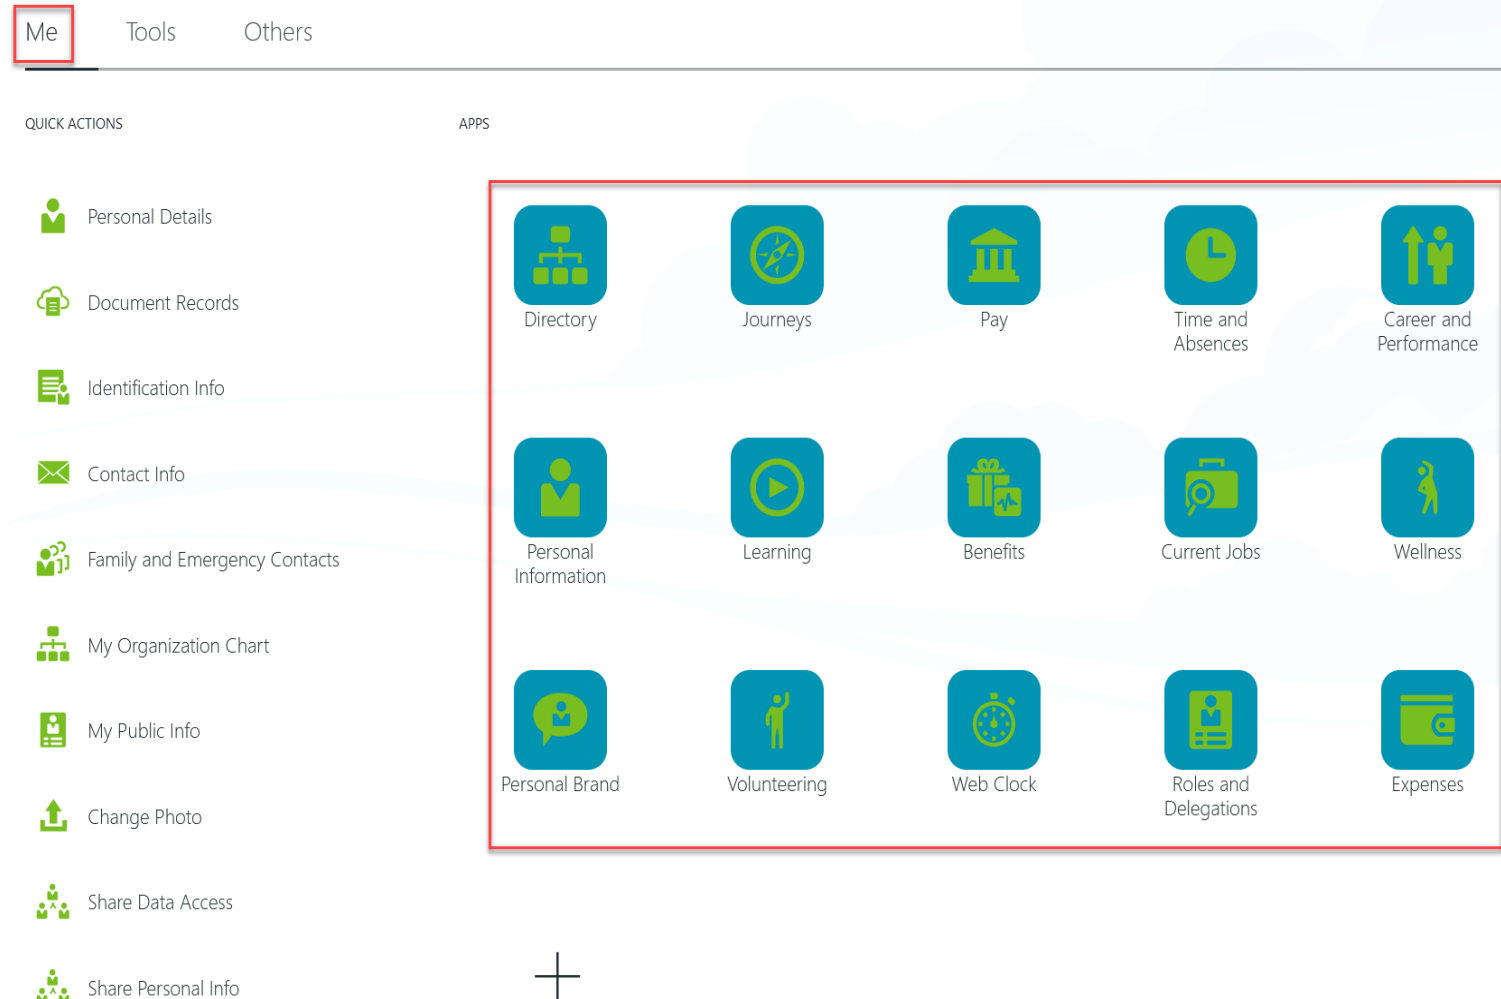 Me
Tools
Others
QUICK ACTIONS
APPS
Personal Details
Document Records
Identification Info
Contact Info
Family and Emergency Contacts
My Organization Chart
My Public Info
Change Photo
Share Data Access
Share Personal Info
Directory
Journeys
Pay
Time and
Absences
Career and
Performance
Personal
Information
Learning
Benefits
Current Jobs
Wellness
Personal Brand
Volunteering
Web Clock
Roles and
Delegations
Expenses